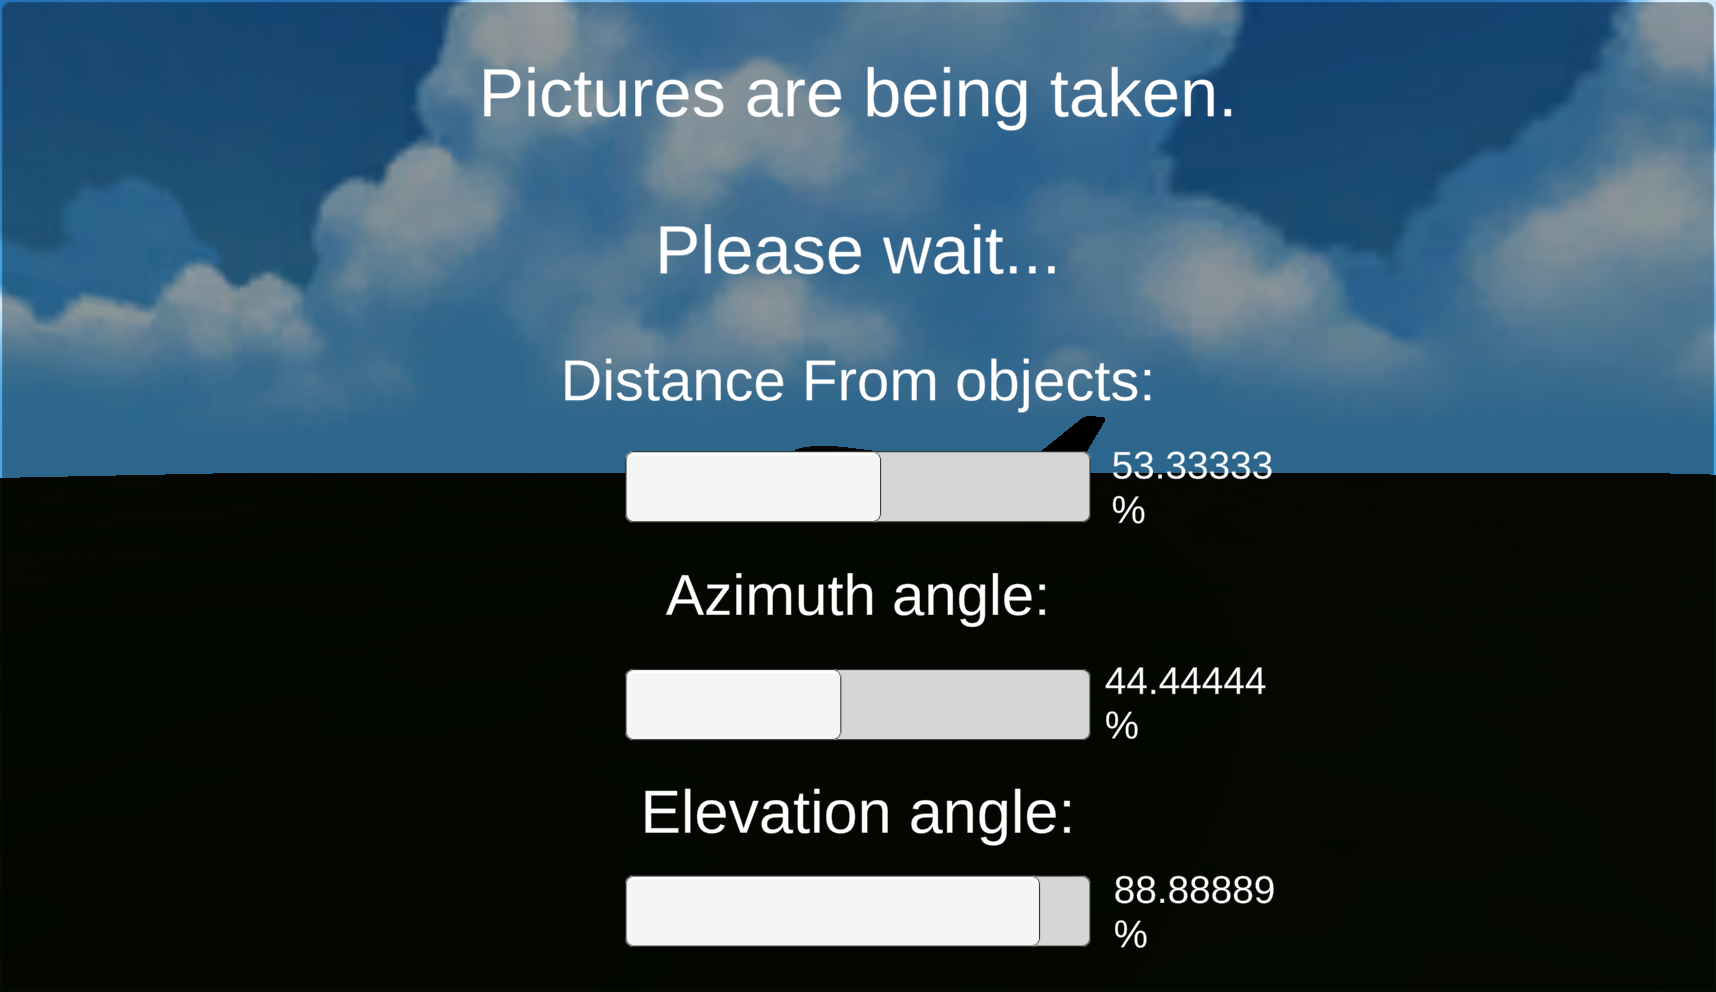 Pictures are being taken.
Please wait...
Distance From objects:
53.33333
%
Azimuth angle:
44.44444
%
Elevation angle:
88.88889
%